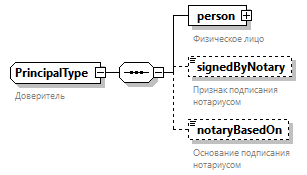 person
Физическое лицо
PrincipalType
Доверитель
signedByNotary
Признак подписания
нотариусом
notaryBasedOn
Основание подписания
нотариусом